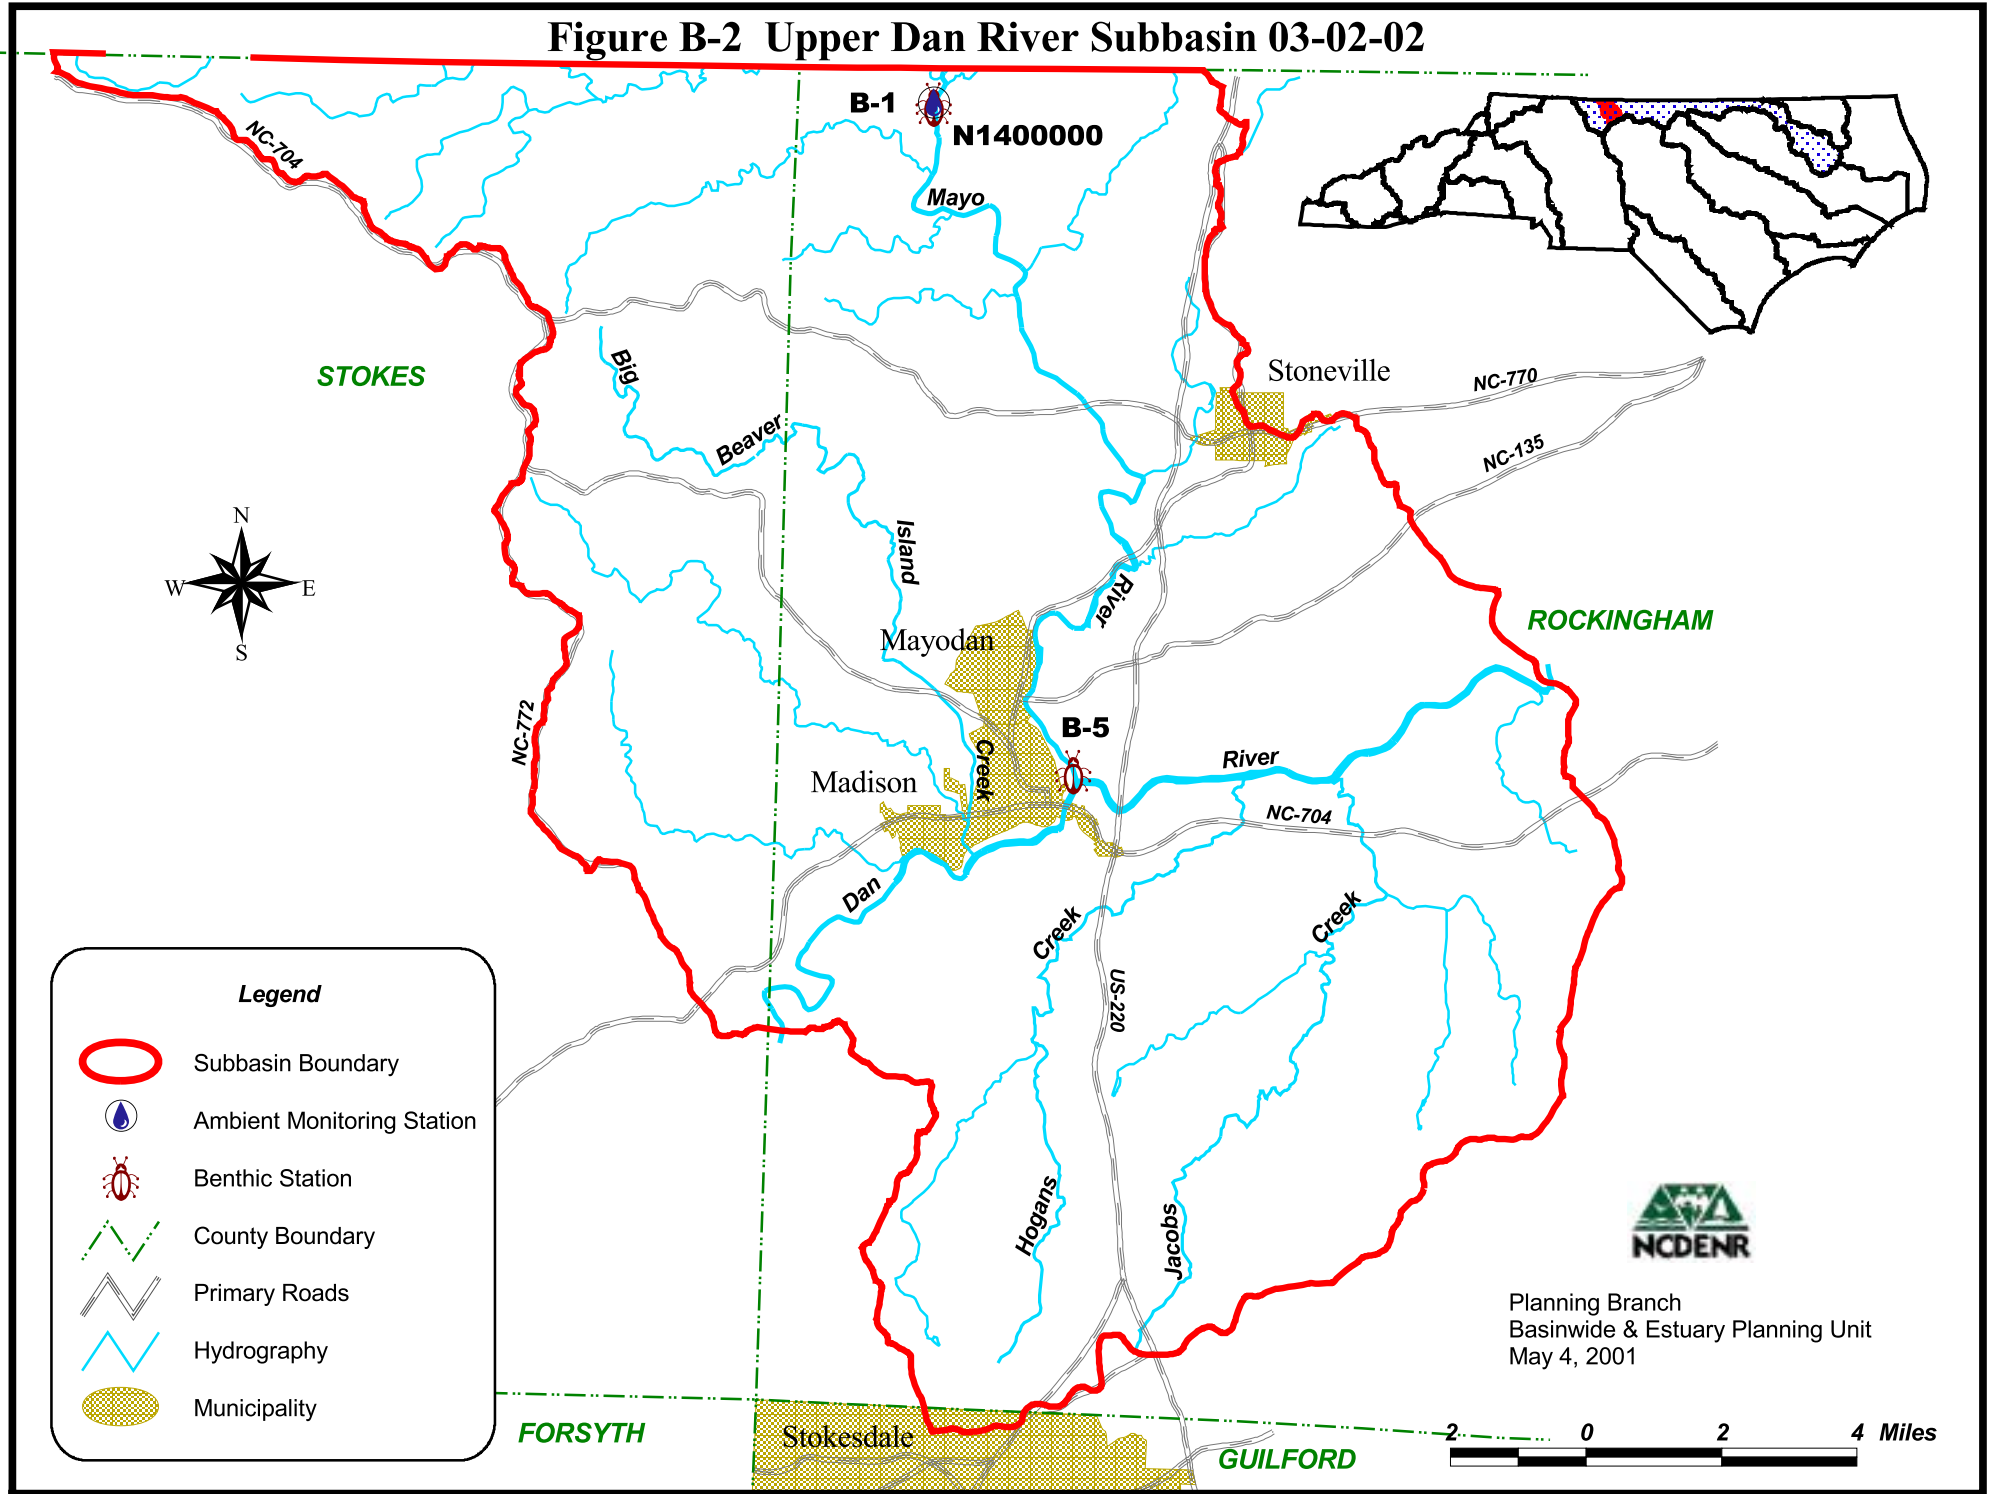 Figure B-2 Upper Dan River Subbasin 03-02-02
B-1
N1400000
NC-704
Mayo
STOKES
Big
Beaver
Island
Stoneville
NC-770
NC-135
N
W
E
S
River
ROCKINGHAM
Mayodan
NC-772
B-5
Creek
Madison
River
NC-704
Dan
Creek
Creek
US-220
Hogans
Jacobs
Legend
Subbasin Boundary
Ambient Monitoring Station
Benthic Station
County Boundary
Primary Roads
Hydrography
Municipality
NCDENR
Planning Branch
Basinwide & Estuary Planning Unit
May 4, 2001
FORSYTH
Stokesdale
GUILFORD
2 0 2 4 Miles